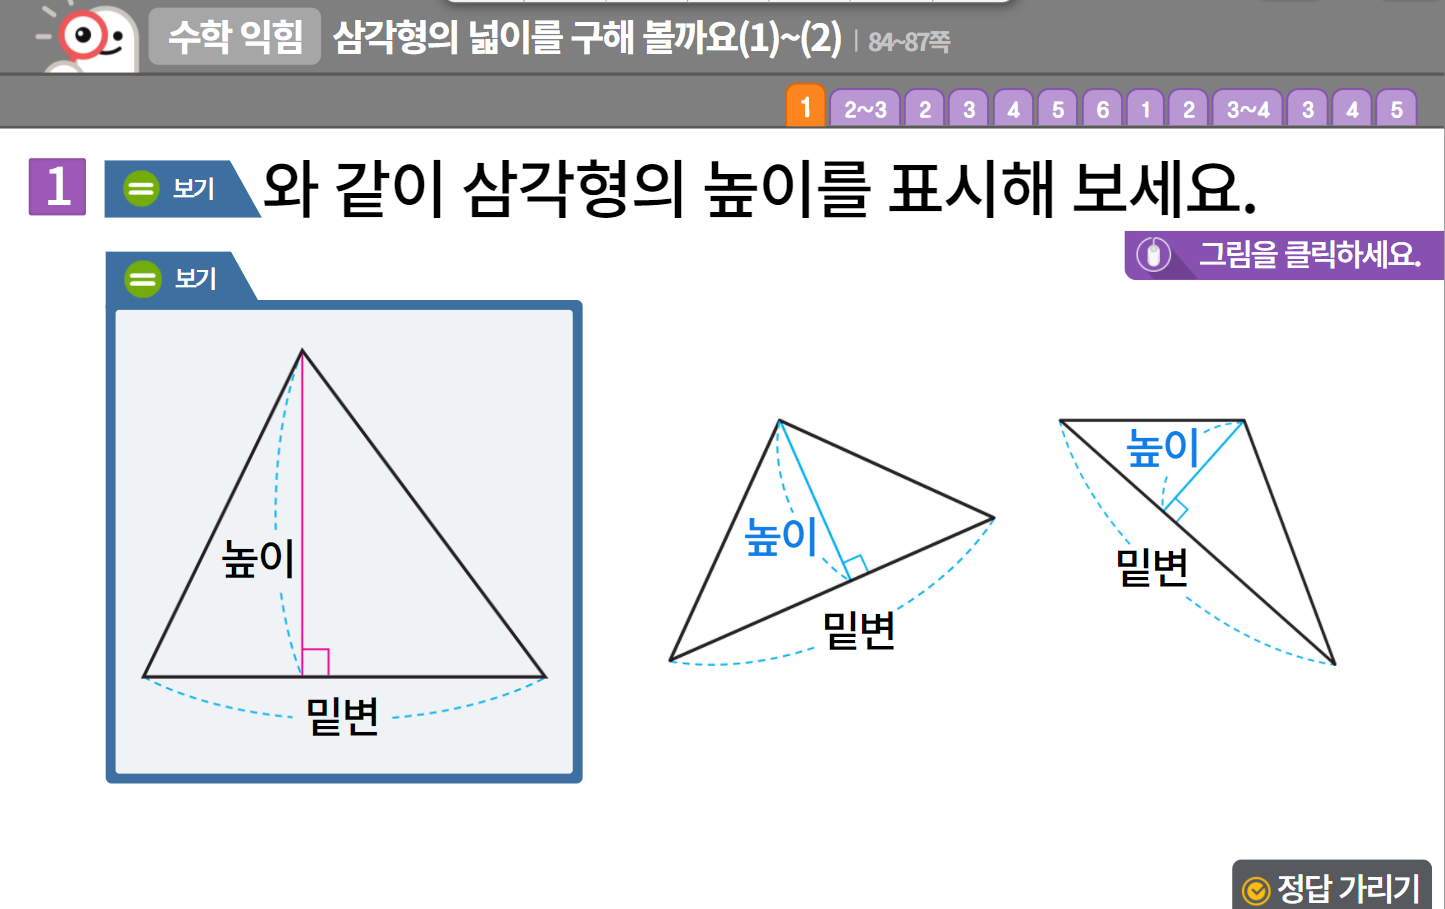 수학 익힘 삼각형의 넓이를 구해 볼까요(1)~(2) | 84~87쪽
1 2~3 2 3 4 5 6 1 2 3~4 3 4 5
1 보기 와 같이 삼각형의 높이를 표시해 보세요.
그림을 클릭하세요.
보기
높이
밑변
높이
밑변
높이
밑변
정답 가리기